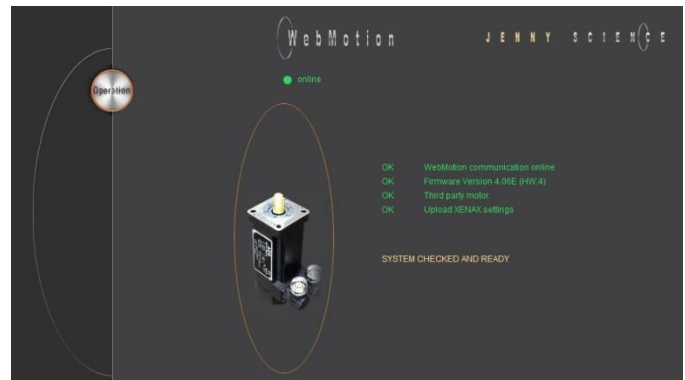 WebMotion
JENNY SCIENCE
online
Operation
OK WebMotion communication online
OK Firmware Version 4.06E (HW:4)
OK Third party motor
OK Upload XENAX settings
SYSTEM CHECKED AND READY